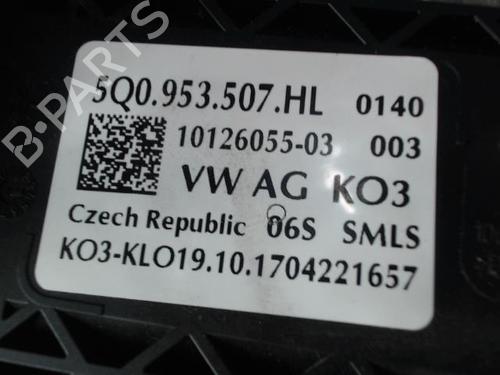 B-PARTS
5Q0.953.507.HL 0140
10126055-03 003
VW AG KO3
Czech Republic 06S SMLS
KO3-KLO19.10.1704221657